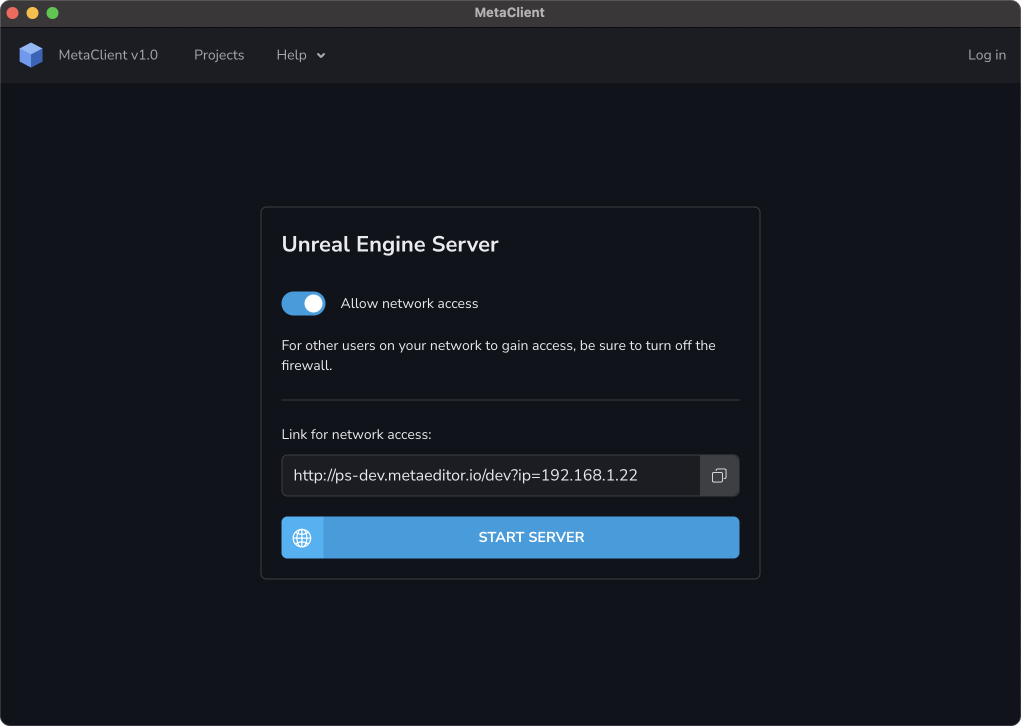 MetaClient
MetaClient v1.0
Projects
Help
Log in
Unreal Engine Server
Allow network access
For other users on your network to gain access, be sure to turn off the
firewall.
Link for network access:
http://ps-dev.metaeditor.io/dev?ip=192.168.1.22
START SERVER